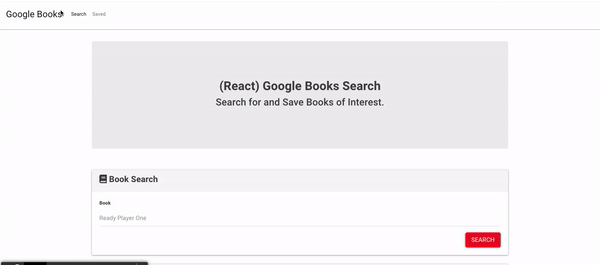 Google Books Search Saved
(React) Google Books Search
Search for and Save Books of Interest.
Book Search
Book
Ready Player One
SEARCH